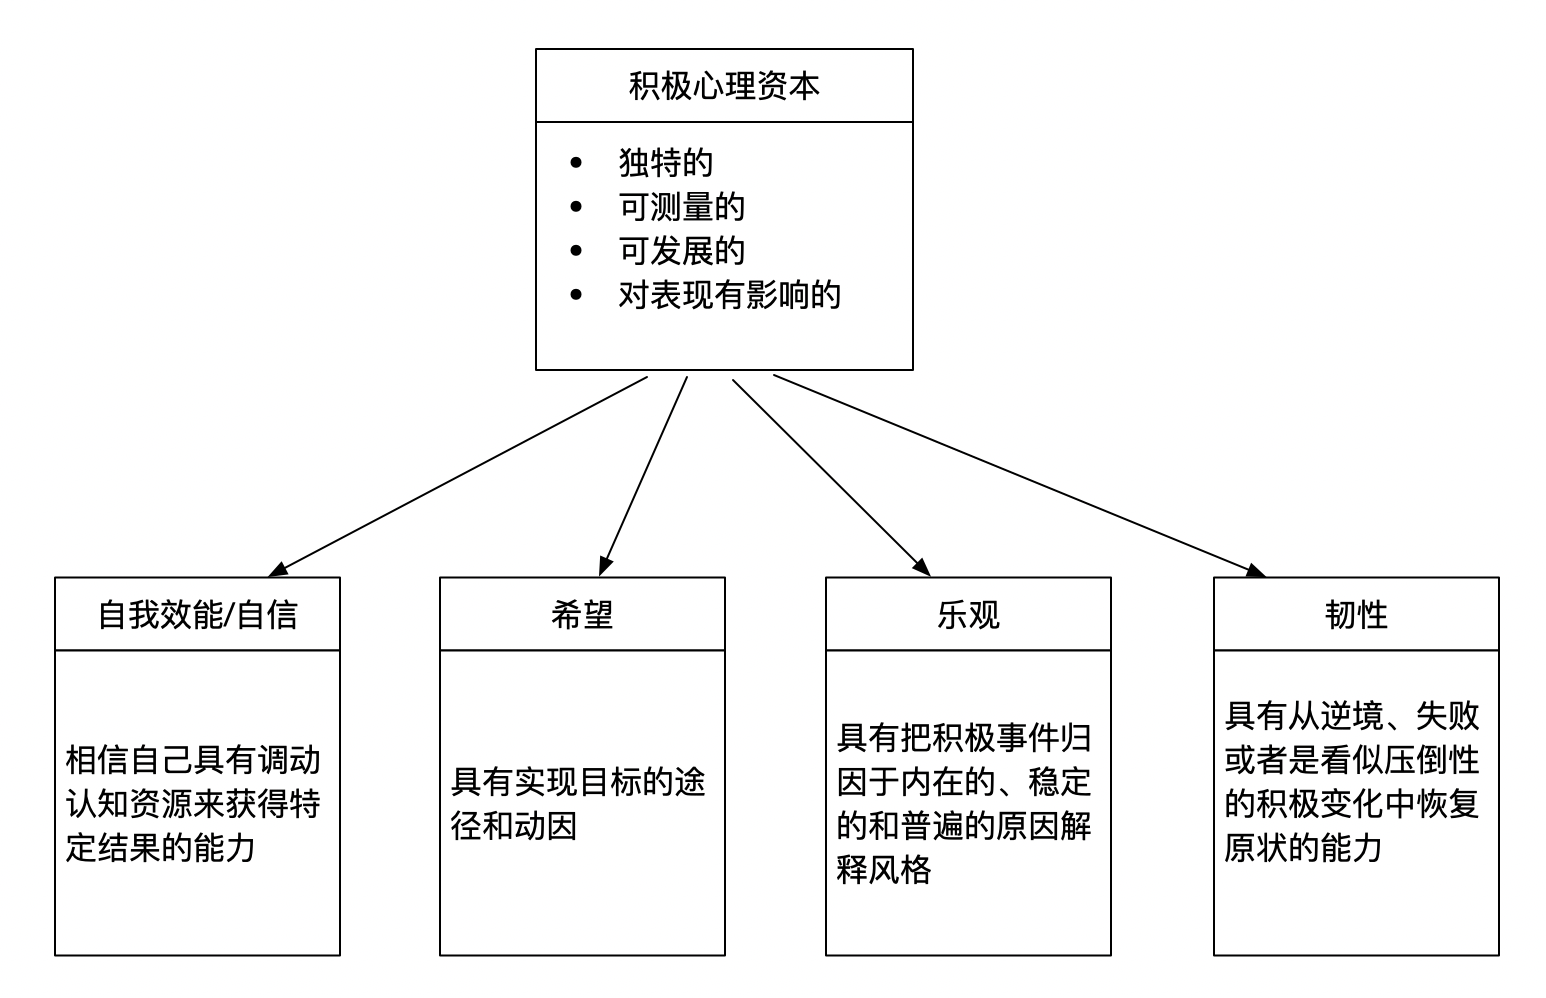 积极心理资本
• 独特的
• 可测量的
• 可发展的
• 对表现有影响的
自我效能/自信
相信自己具有调动
认知资源来获得特
定结果的能力
希望
具有实现目标的途
径和动因
乐观
具有把积极事件归
因于内在的、稳定
的和普遍的原因解
释风格
韧性
具有从逆境、失败
或者是看似压倒性
的积极变化中恢复
原状的能力